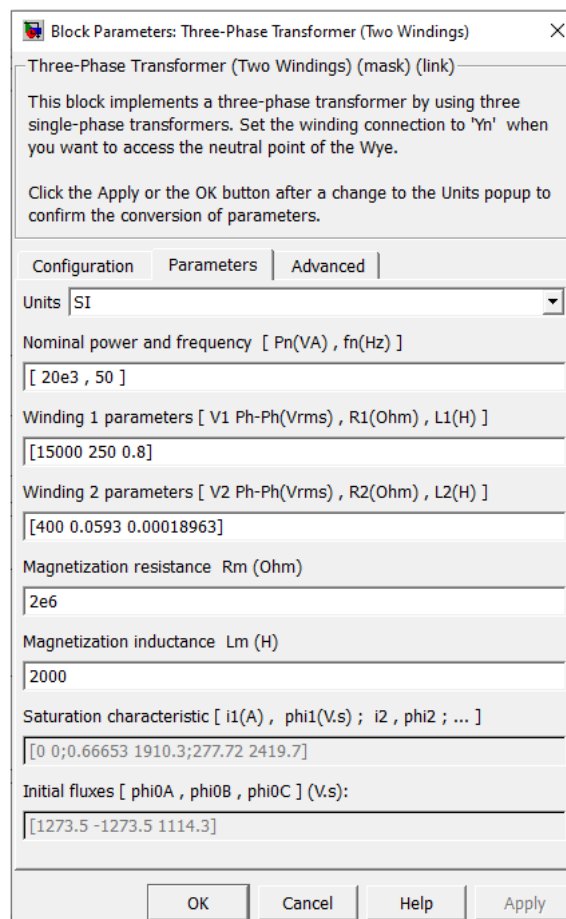 Block Parameters: Three-Phase Transformer (Two Windings)
Three-Phase Transformer (Two Windings) (mask) (link)
This block implements a three-phase transformer by using three
single-phase transformers. Set the winding connection to 'Yn' when
you want to access the neutral point of the Wye.
Click the Apply or the OK button after a change to the Units popup to
confirm the conversion of parameters.
Configuration Parameters Advanced
Units SI
Nominal power and frequency [ Pn(VA) , fn(Hz) ]
[ 20e3 , 50 ]
Winding 1 parameters [ V1 Ph-Ph(Vrms) , R1(Ohm) , L1(H) ]
[15000 250 0.8]
Winding 2 parameters [ V2 Ph-Ph(Vrms) , R2(Ohm) , L2(H) ]
[400 0.0593 0.00018963]
Magnetization resistance Rm (Ohm)
2e6
Magnetization inductance Lm (H)
2000
Saturation characteristic [ i1(A) , phi1(V.s) ; i2 , phi2 ; ... ]
[0 0;0.66653 1910.3;277.72 2419.7]
Initial fluxes [ phi0A , phi0B , phi0C ] (V.s):
[1273.5 -1273.5 1114.3]
OK Cancel Help Apply